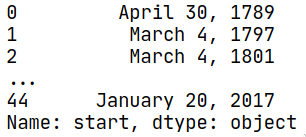 0          April 30, 1789
1           March 4, 1797
2           March 4, 1801
...
44       January 20, 2017
Name: start, dtype: object